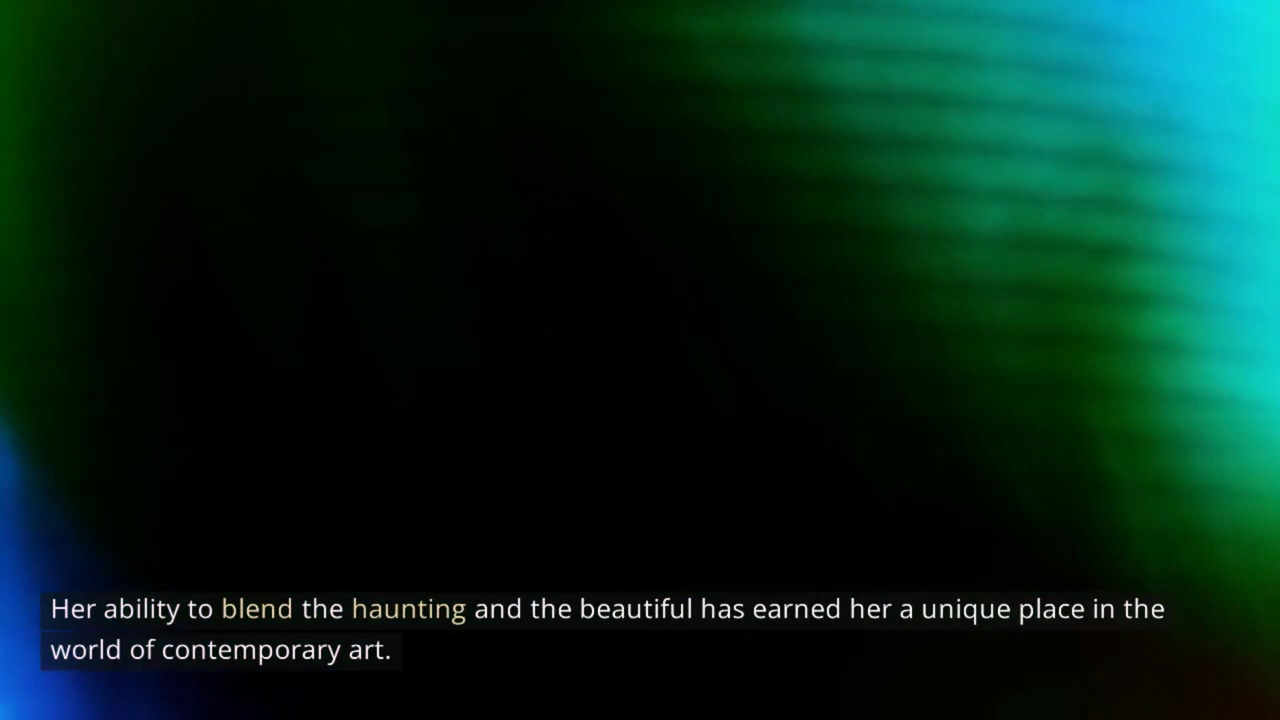 Her ability to blend the haunting and the beautiful has earned her a unique place in the
world of contemporary art.